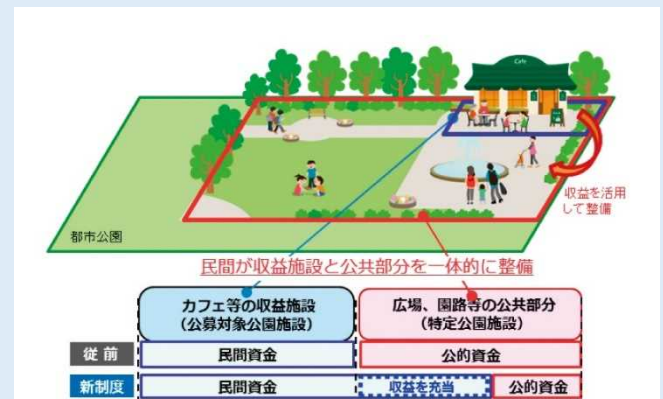 Cafe
収益を活用
して整備
都市公園
民間が収益施設と公共部分を一体的に整備
カフェ等の収益施設
(公募対象公園施設)
広場、園路等の公共部分
(特定公園施設)
従前
民間資金
公的資金
新制度
民間資金
収益を充当
公的資金